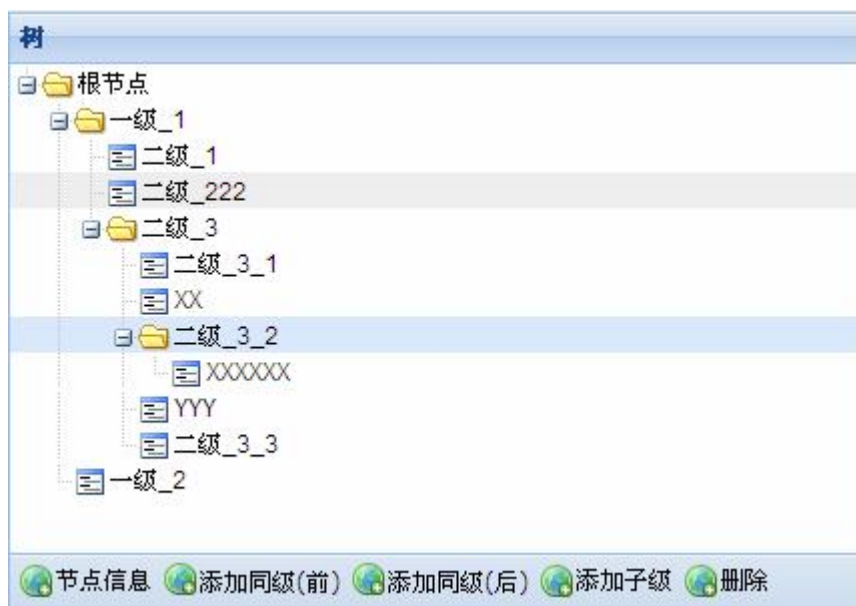 树
根节点
一级_1
二级_1
二级_222
二级_3
二级_3_1
XX
二级_3_2
XXXXXX
YYY
二级_3_3
一级_2
节点信息 添加同级(前) 添加同级(后) 添加子级 删除